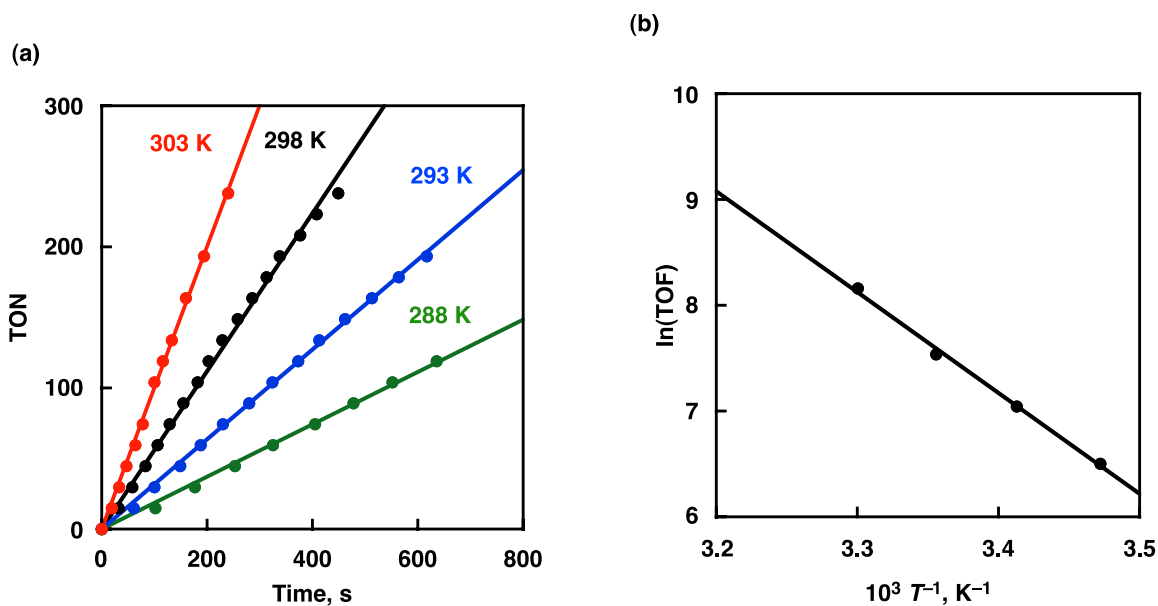 (a)
300
200
100
0
TON
303 K
298 K
293 K
288 K
0 200 400 600 800
Time, s
(b)
10
9
8
7
6
ln(TOF)
3.2 3.3 3.4 3.5
10³ T⁻¹, K⁻¹